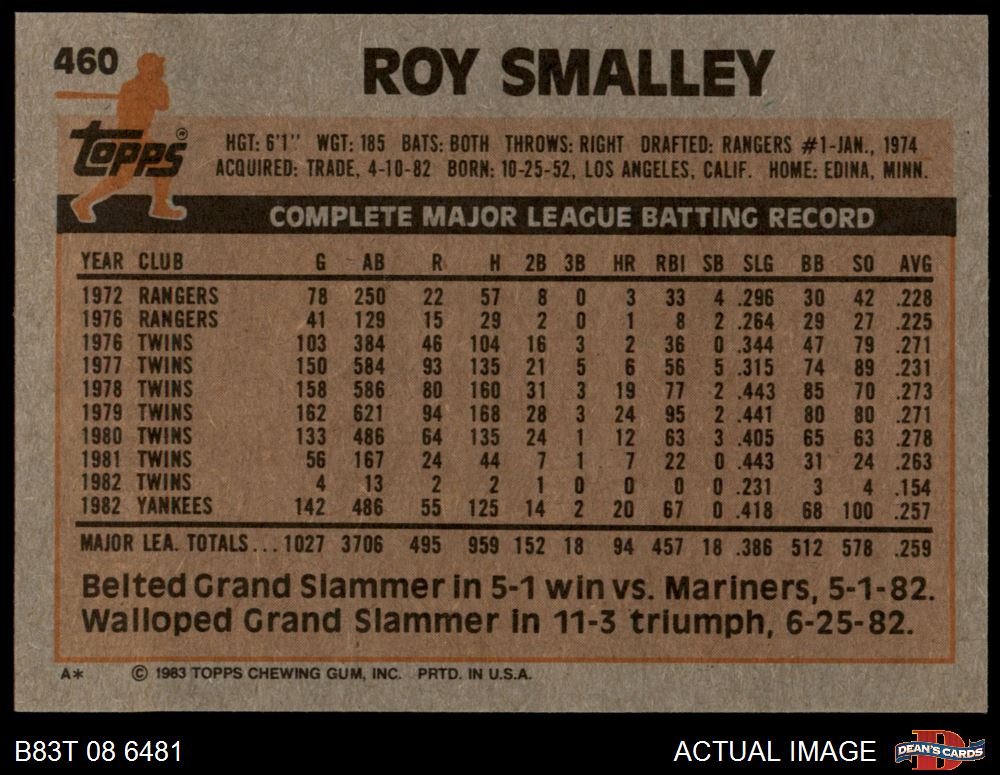 460
ROY SMALLEY
topps®
HGT: 6'1" WGT: 185 BATS: BOTH THROWS: RIGHT DRAFTED: RANGERS #1-JAN., 1974
ACQUIRED: TRADE, 4-10-82 BORN: 10-25-52, LOS ANGELES, CALIF. HOME: EDINA, MINN.
COMPLETE MAJOR LEAGUE BATTING RECORD
YEAR CLUB G AB R H 2B 3B HR RBI SB SLG BB SO AVG
1972 RANGERS 78 250 22 57 8 0 3 33 4 .296 30 42 .228
1976 RANGERS 41 129 15 29 2 0 1 8 2 .264 29 27 .225
1976 TWINS 103 384 46 104 16 3 2 36 0 .344 47 79 .271
1977 TWINS 150 584 93 135 21 5 6 56 5 .315 74 89 .231
1978 TWINS 158 586 80 160 31 3 19 77 2 .443 85 70 .273
1979 TWINS 162 621 94 168 28 3 24 95 2 .441 80 80 .271
1980 TWINS 133 486 64 135 24 1 12 63 3 .405 65 63 .278
1981 TWINS 56 167 24 44 7 1 7 22 0 .443 31 24 .263
1982 TWINS 4 13 2 2 1 0 0 0 0 .231 3 4 .154
1982 YANKEES 142 486 55 125 14 2 20 67 0 .418 68 100 .257
MAJOR LEA. TOTALS... 1027 3706 495 959 152 18 94 457 18 .386 512 578 .259
Belted Grand Slammer in 5-1 win vs. Mariners, 5-1-82.
Walloped Grand Slammer in 11-3 triumph, 6-25-82.
A* © 1983 TOPPS CHEWING GUM, INC. PRTD. IN U.S.A.
B83T 08 6481
ACTUAL IMAGE
D
DEAN'S CARDS